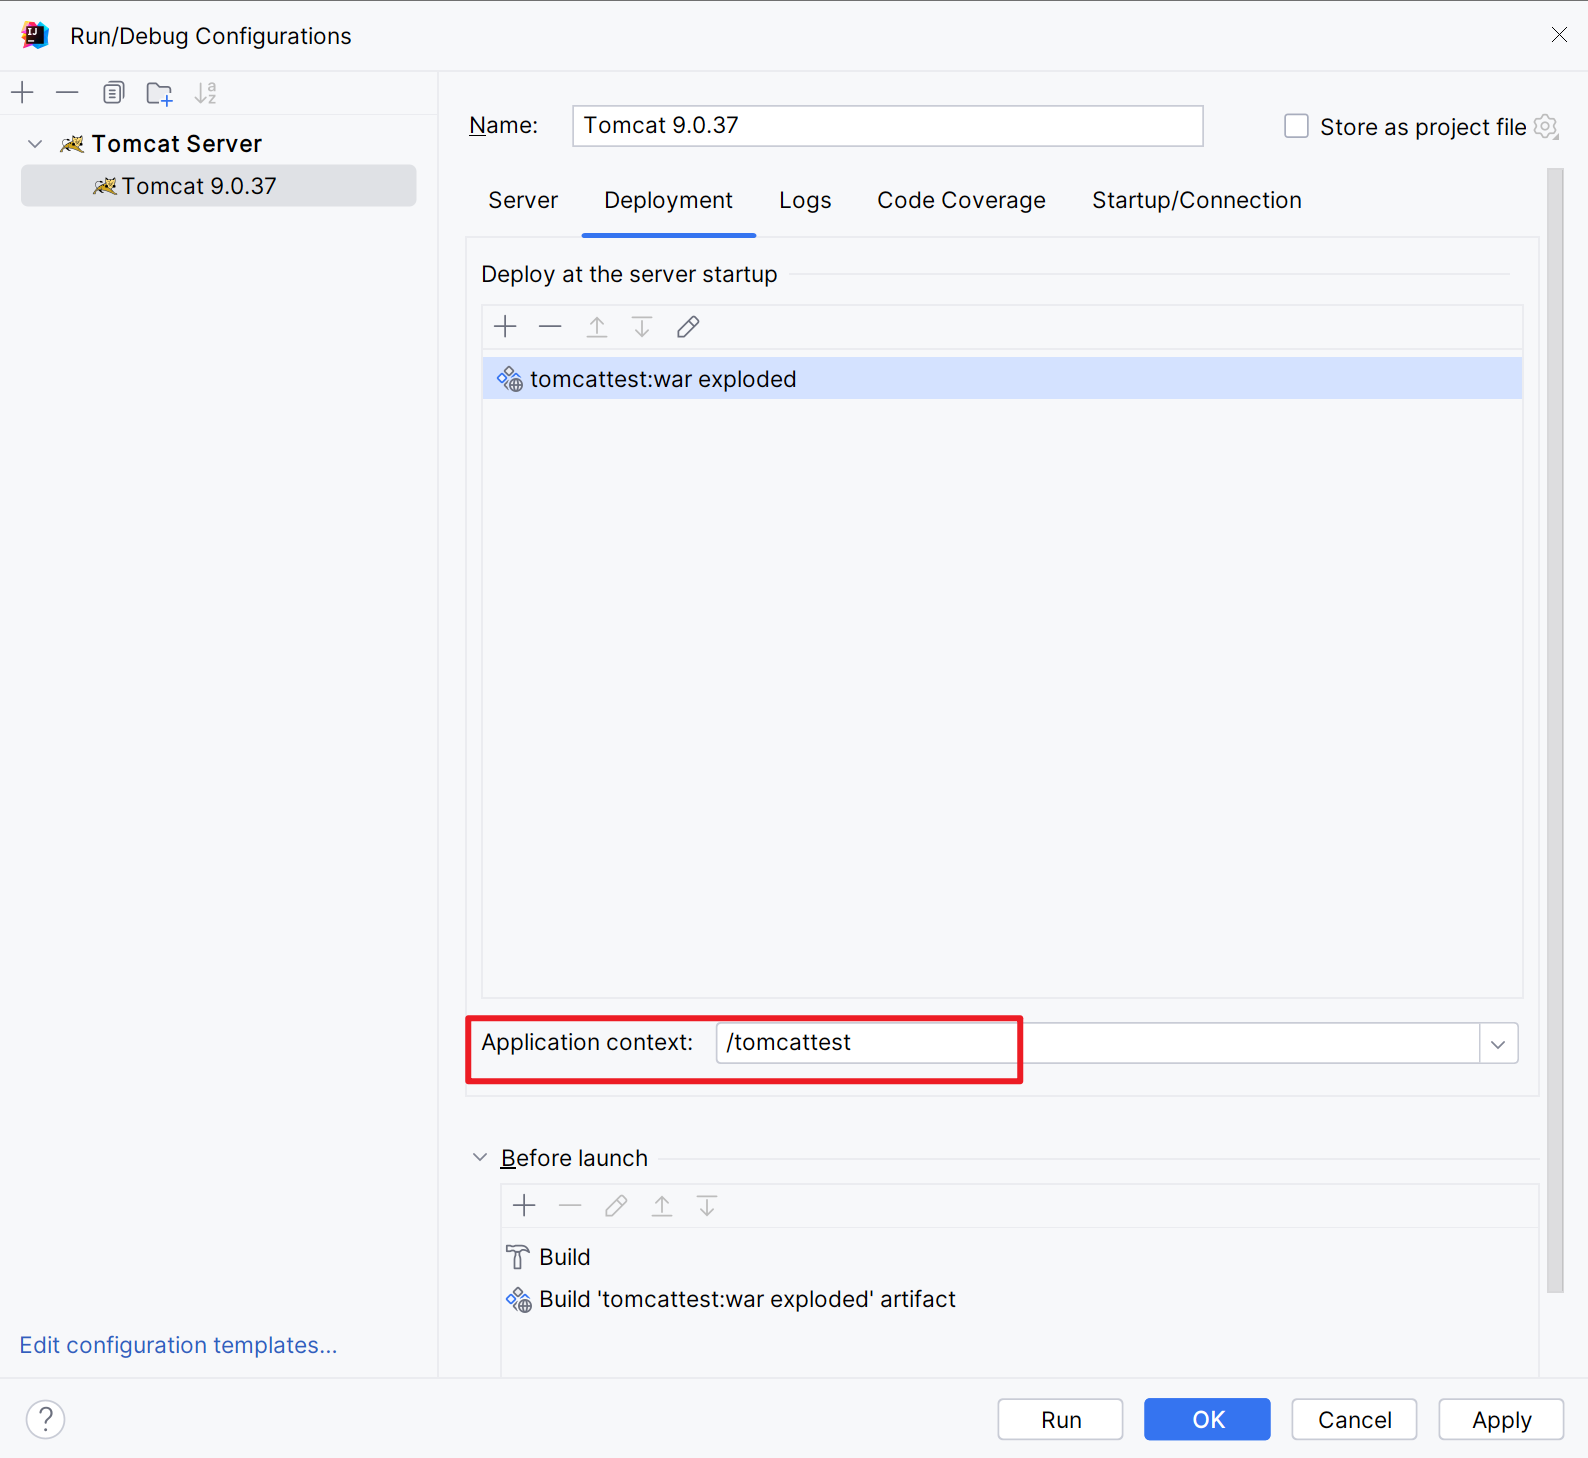 Run/Debug Configurations
Tomcat Server
Tomcat 9.0.37
Name: Tomcat 9.0.37 Store as project file
Server Deployment Logs Code Coverage Startup/Connection
Deploy at the server startup
tomcattest:war exploded
Application context: /tomcattest
Before launch
Build
Build 'tomcattest:war exploded' artifact
Edit configuration templates...
? Run OK Cancel Apply